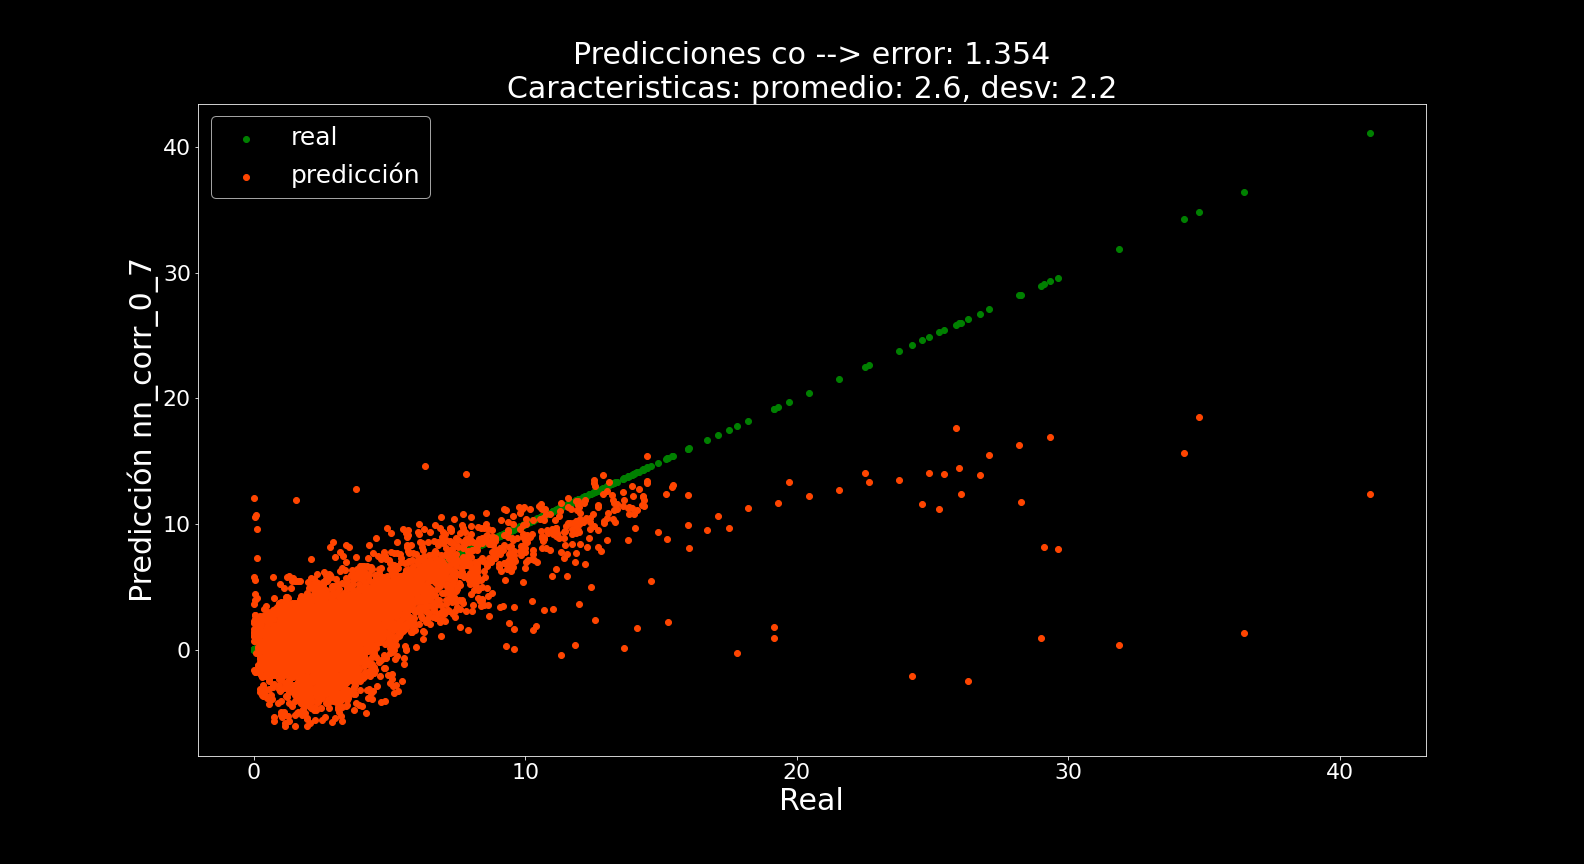 Predicciones co --> error: 1.354
Caracteristicas: promedio: 2.6, desv: 2.2
real
predicción
Predicción nn_corr_0_7
40
30
20
10
0
0 10 20 30 40
Real